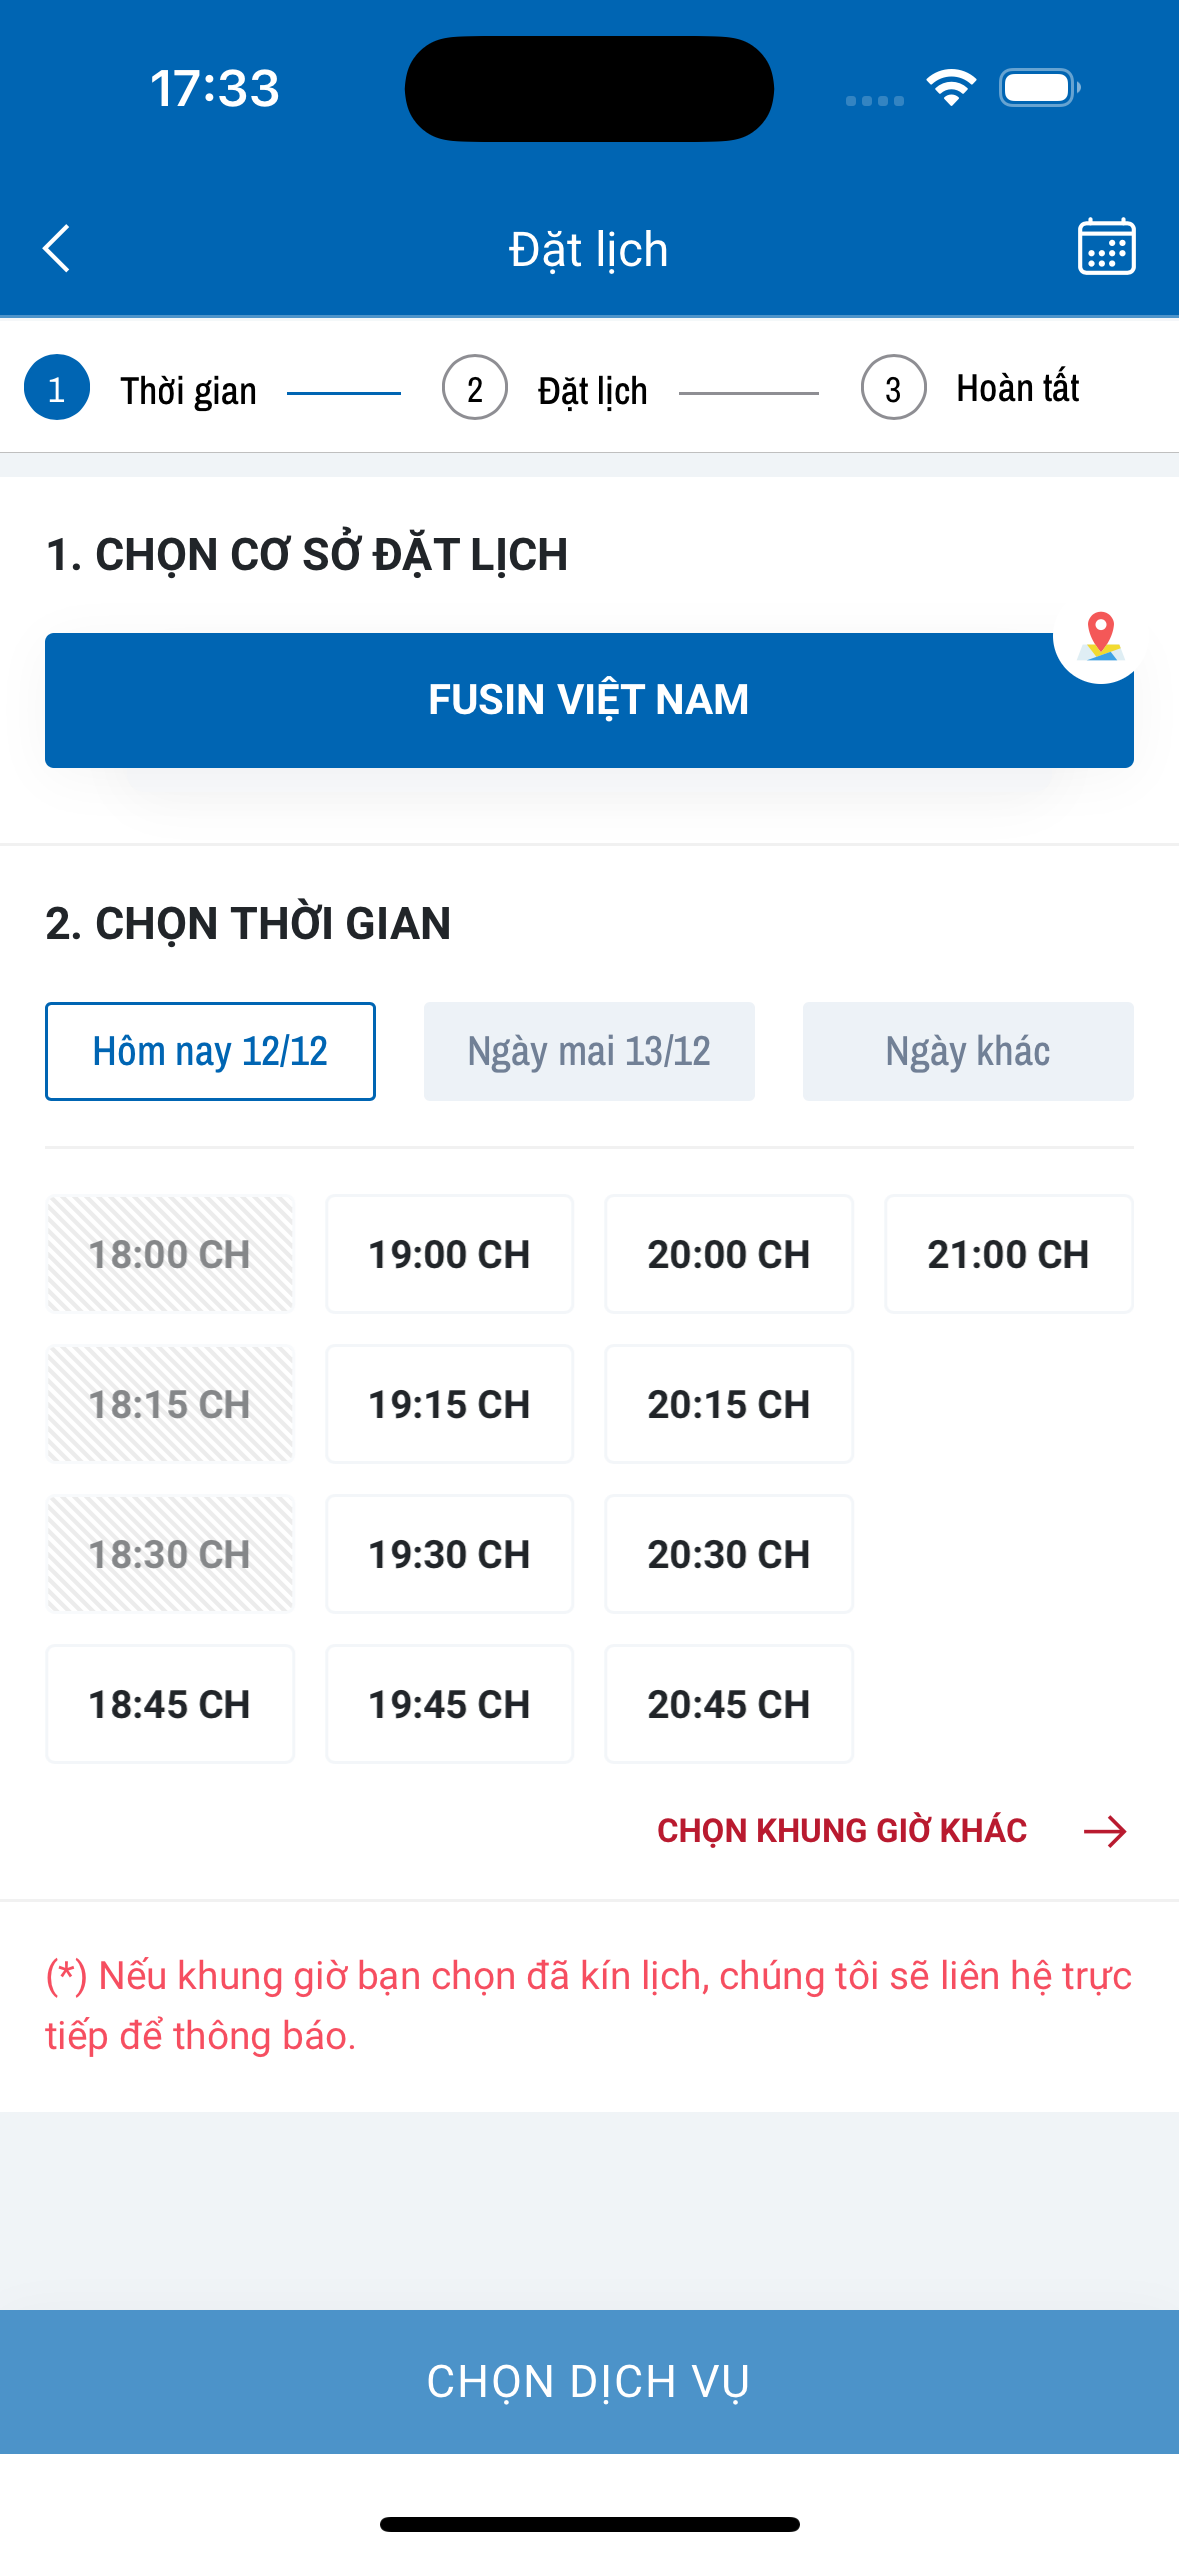 17:33
Đặt lịch
1 Thời gian 2 Đặt lịch 3 Hoàn tất
1. CHỌN CƠ SỞ ĐẶT LỊCH
FUSIN VIỆT NAM
2. CHỌN THỜI GIAN
Hôm nay 12/12 Ngày mai 13/12 Ngày khác
18:00 CH 19:00 CH 20:00 CH 21:00 CH
18:15 CH 19:15 CH 20:15 CH
18:30 CH 19:30 CH 20:30 CH
18:45 CH 19:45 CH 20:45 CH
CHỌN KHUNG GIỜ KHÁC
(*) Nếu khung giờ bạn chọn đã kín lịch, chúng tôi sẽ liên hệ trực
tiếp để thông báo.
CHỌN DỊCH VỤ